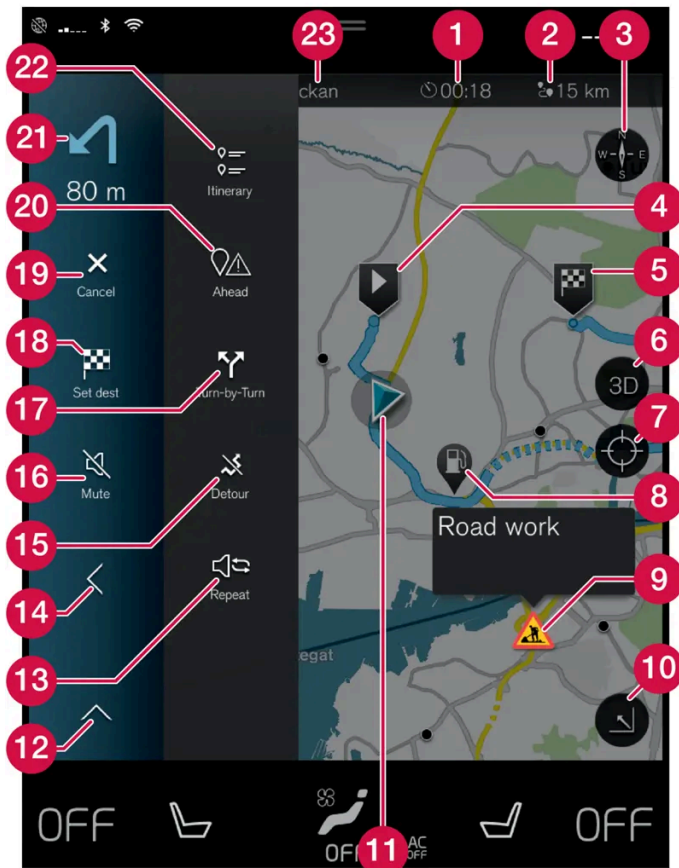 23 1 2 3
22
ckan 00:18 15 km
N
W E
S
21
80 m
Itinerary
20 4
19 5
Cancel Ahead
18 6
3D
Set dest Turn-by-Turn
17 7
16
Mute Detour
8
15
Road work
14
Repeat
9
13
egat
10
12
OFF OFF
11
OFF
AC
OFF